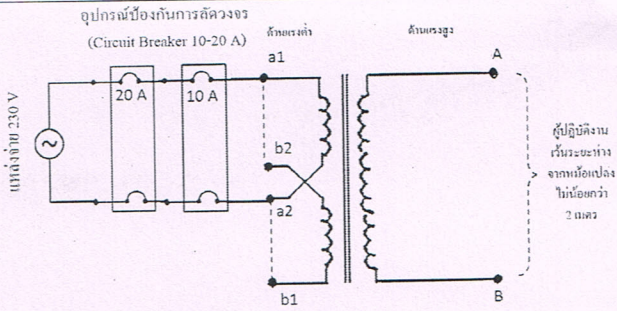 อุปกรณ์ป้องกันการลัดวงจร
(Circuit Breaker 10-20 A)
ด้านแรงต่ำ
ด้านแรงสูง
a1
A
20 A
10 A
แหล่งจ่าย 230 V
~
b2
a2
ผู้ปฏิบัติงาน
เว้นระยะห่าง
จากหม้อแปลง
ไม่น้อยกว่า
2 เมตร
b1
B